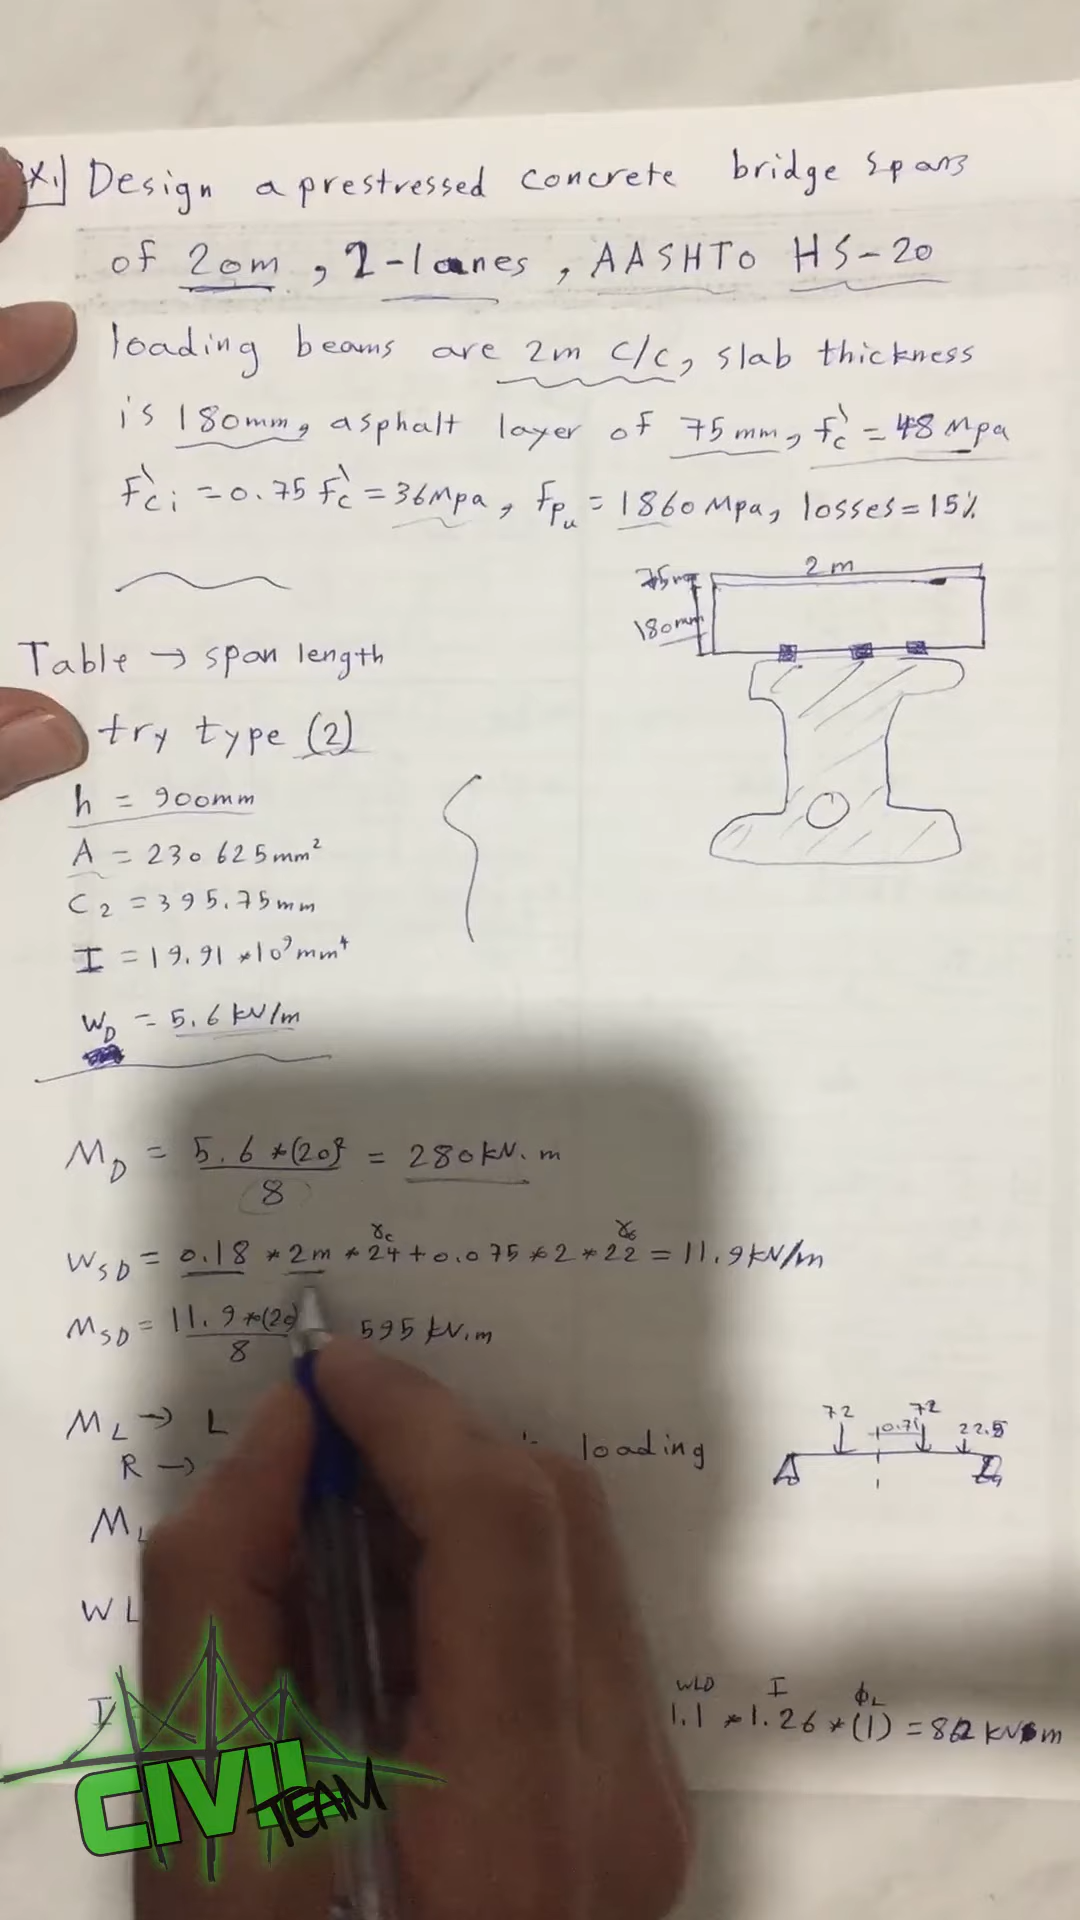 Ex.1 Design a prestressed concrete bridge spans
of 20m, 2-lanes, AASHTO HS-20
loading beams are 2m c/c, slab thickness
is 180mm, asphalt layer of 75mm, f'c = 48 Mpa
f'ci = 0.75 f'c = 36Mpa, fpu = 1860 Mpa, losses = 15%
2m
75mm
180mm
Table → span length
try type (2)
h = 900mm
A = 230625mm²
C2 = 395.75mm
I = 19.91 * 10⁹ mm⁴
WD = 5.6 kN/m
MD = 5.6 * (20)² / 8 = 280 kN.m
γc γs
WSD = 0.18 * 2m * 24 + 0.075 * 2 * 22 = 11.9 kN/m
MSD = 11.9 * (20) / 8 595 kN.m
ML → L
R → loading
72 72 22.5
0.71
WL
WLD I ΦL
1.1 * 1.26 * (1) = 862 kN.m
CIVIL
TEAM